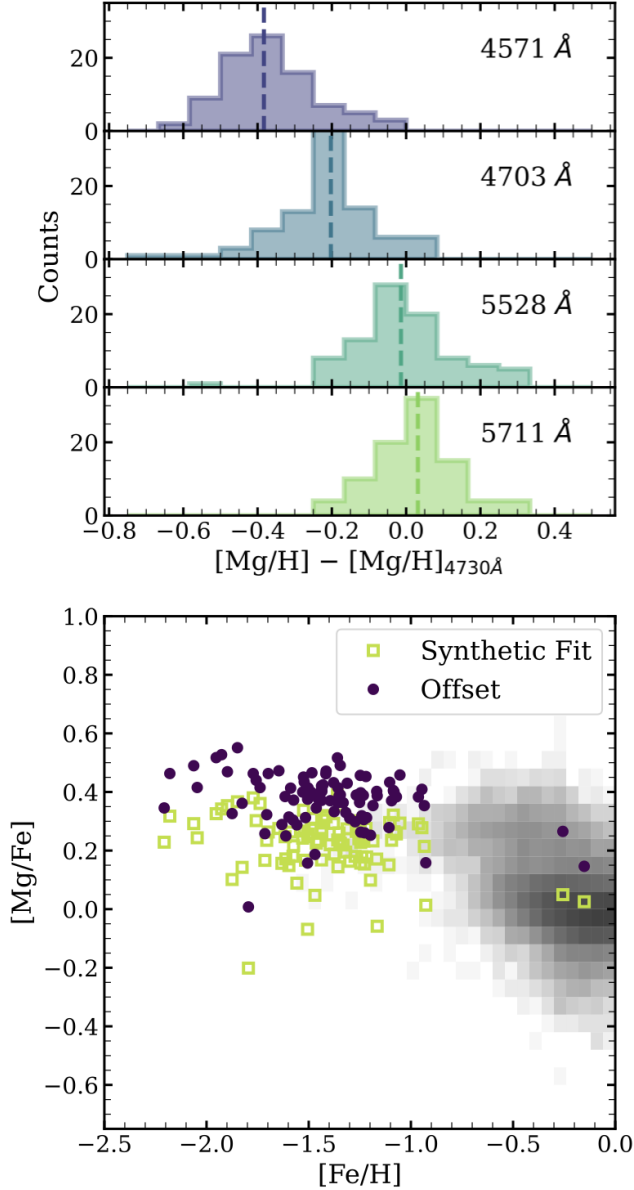 4571 Å
20
0
4703 Å
20
0
Counts
5528 Å
20
0
5711 Å
20
0
−0.8 −0.6 −0.4 −0.2 0.0 0.2 0.4
[Mg/H] − [Mg/H]4730Å
1.0
Synthetic Fit
0.8
Offset
0.6
0.4
0.2
[Mg/Fe]
0.0
−0.2
−0.4
−0.6
−2.5 −2.0 −1.5 −1.0 −0.5 0.0
[Fe/H]